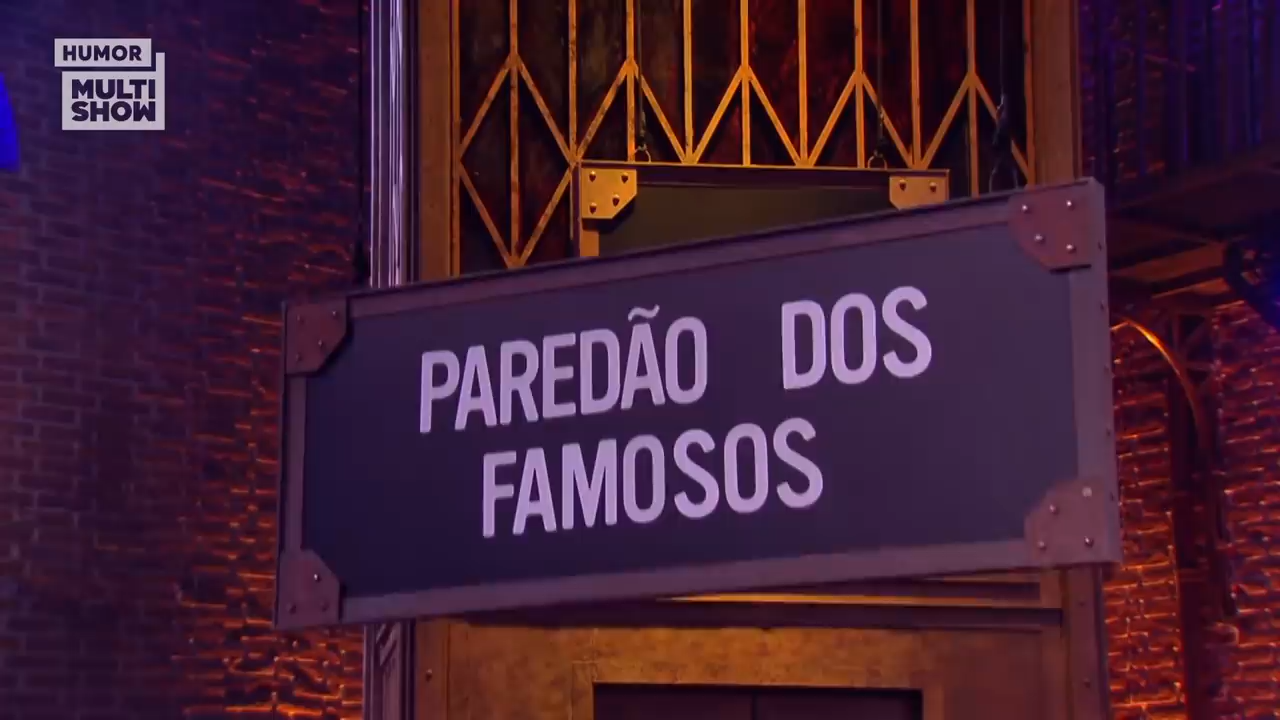 HUMOR
MULTI
SHOW
PAREDÃO DOS
FAMOSOS